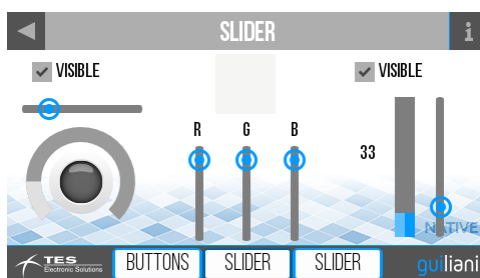 SLIDER
i
VISIBLE
VISIBLE
R G B
33
NATIVE
TES
Electronic Solutions
BUTTONS
SLIDER
SLIDER
guiliani